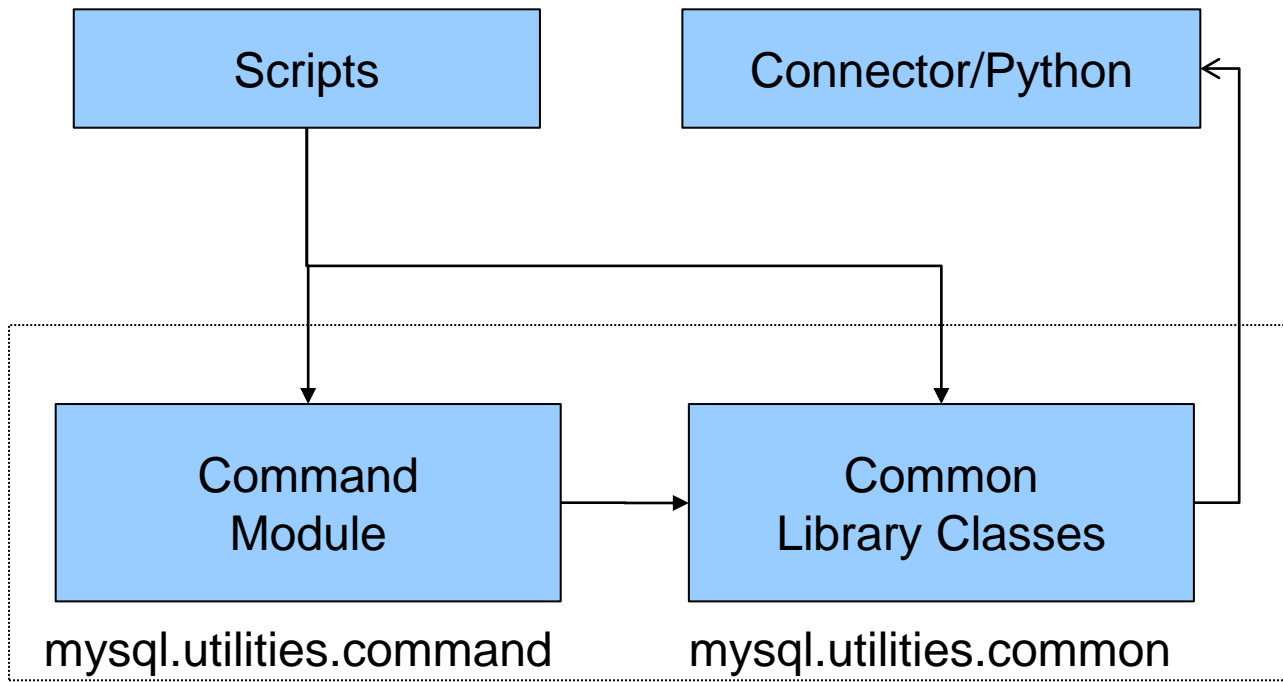 Scripts
Connector/Python
Command
Module
Common
Library Classes
mysql.utilities.command
mysql.utilities.common